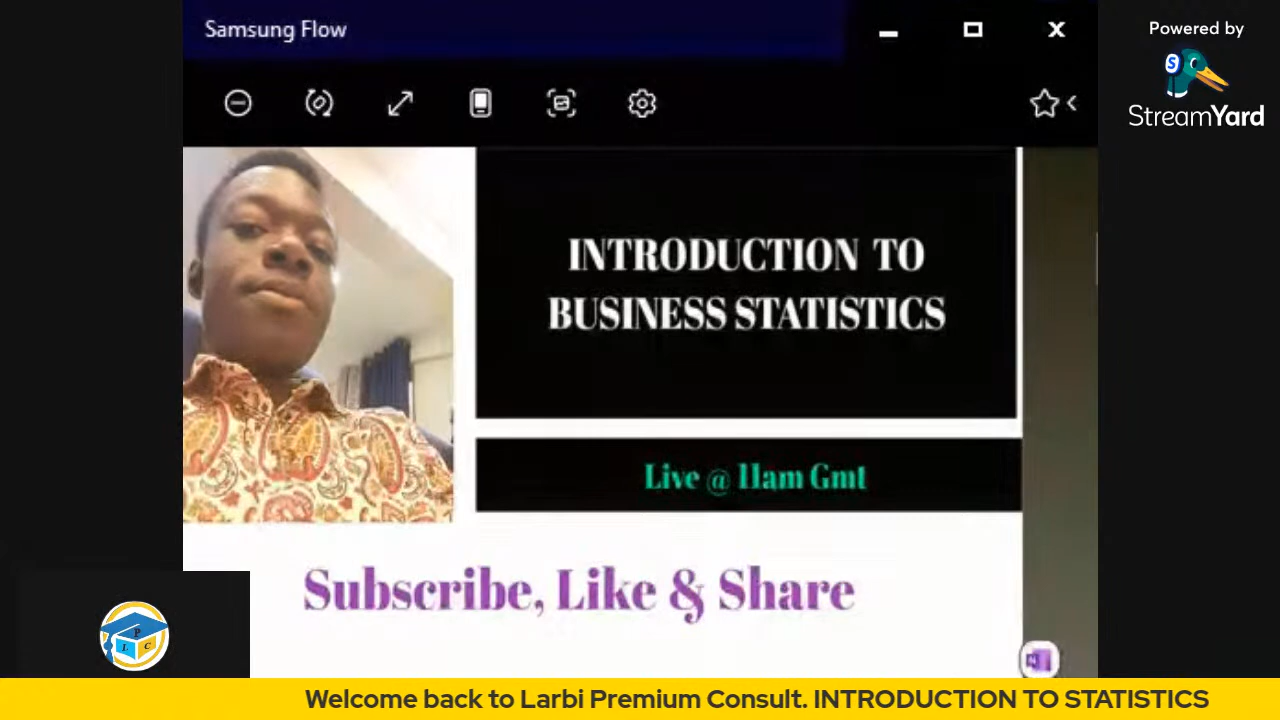 Samsung Flow
Powered by
StreamYard
INTRODUCTION TO
BUSINESS STATISTICS
Live @ 11am Gmt
Subscribe, Like & Share
P
L C
N
Welcome back to Larbi Premium Consult. INTRODUCTION TO STATISTICS